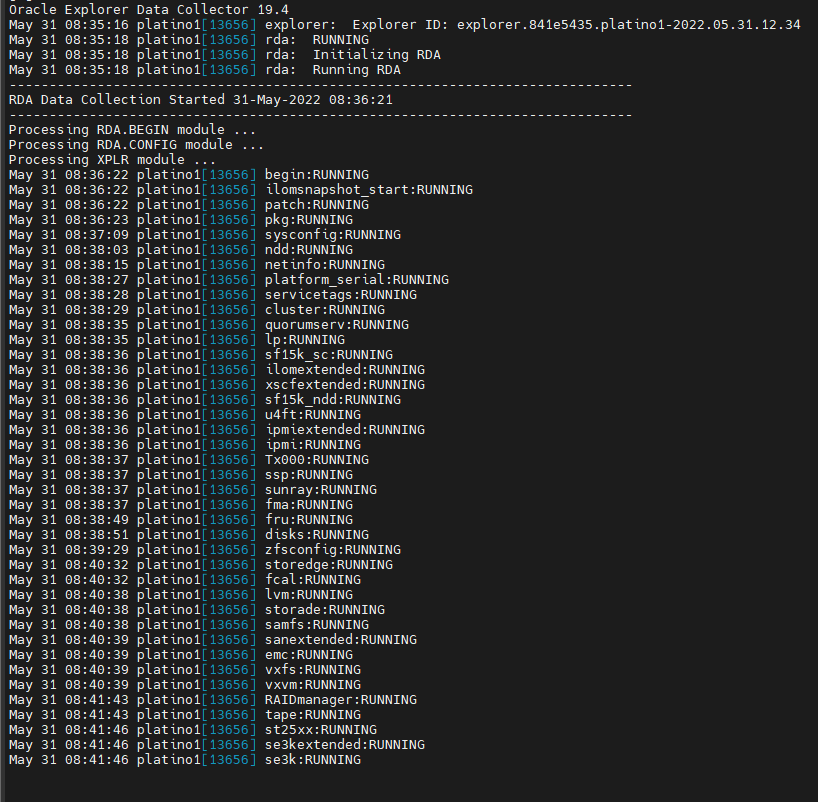 Oracle Explorer Data Collector 19.4
May 31 08:35:16 platino1[13656] explorer:  Explorer ID: explorer.841e5435.platino1-2022.05.31.12.34
May 31 08:35:18 platino1[13656] rda:  RUNNING
May 31 08:35:18 platino1[13656] rda:  Initializing RDA
May 31 08:35:18 platino1[13656] rda:  Running RDA
------------------------------------------------------------------------------
RDA Data Collection Started 31-May-2022 08:36:21
------------------------------------------------------------------------------
Processing RDA.BEGIN module ...
Processing RDA.CONFIG module ...
Processing XPLR module ...
May 31 08:36:22 platino1[13656] begin:RUNNING
May 31 08:36:22 platino1[13656] ilomsnapshot_start:RUNNING
May 31 08:36:22 platino1[13656] patch:RUNNING
May 31 08:36:23 platino1[13656] pkg:RUNNING
May 31 08:37:09 platino1[13656] sysconfig:RUNNING
May 31 08:38:03 platino1[13656] ndd:RUNNING
May 31 08:38:15 platino1[13656] netinfo:RUNNING
May 31 08:38:27 platino1[13656] platform_serial:RUNNING
May 31 08:38:28 platino1[13656] servicetags:RUNNING
May 31 08:38:29 platino1[13656] cluster:RUNNING
May 31 08:38:35 platino1[13656] quorumserv:RUNNING
May 31 08:38:35 platino1[13656] lp:RUNNING
May 31 08:38:36 platino1[13656] sf15k_sc:RUNNING
May 31 08:38:36 platino1[13656] ilomextended:RUNNING
May 31 08:38:36 platino1[13656] xscfextended:RUNNING
May 31 08:38:36 platino1[13656] sf15k_ndd:RUNNING
May 31 08:38:36 platino1[13656] u4ft:RUNNING
May 31 08:38:36 platino1[13656] ipmiextended:RUNNING
May 31 08:38:36 platino1[13656] ipmi:RUNNING
May 31 08:38:37 platino1[13656] Tx000:RUNNING
May 31 08:38:37 platino1[13656] ssp:RUNNING
May 31 08:38:37 platino1[13656] sunray:RUNNING
May 31 08:38:37 platino1[13656] fma:RUNNING
May 31 08:38:49 platino1[13656] fru:RUNNING
May 31 08:38:51 platino1[13656] disks:RUNNING
May 31 08:39:29 platino1[13656] zfsconfig:RUNNING
May 31 08:40:32 platino1[13656] storedge:RUNNING
May 31 08:40:32 platino1[13656] fcal:RUNNING
May 31 08:40:38 platino1[13656] lvm:RUNNING
May 31 08:40:38 platino1[13656] storade:RUNNING
May 31 08:40:38 platino1[13656] samfs:RUNNING
May 31 08:40:39 platino1[13656] sanextended:RUNNING
May 31 08:40:39 platino1[13656] emc:RUNNING
May 31 08:40:39 platino1[13656] vxfs:RUNNING
May 31 08:40:39 platino1[13656] vxvm:RUNNING
May 31 08:41:43 platino1[13656] RAIDmanager:RUNNING
May 31 08:41:43 platino1[13656] tape:RUNNING
May 31 08:41:46 platino1[13656] st25xx:RUNNING
May 31 08:41:46 platino1[13656] se3kextended:RUNNING
May 31 08:41:46 platino1[13656] se3k:RUNNING